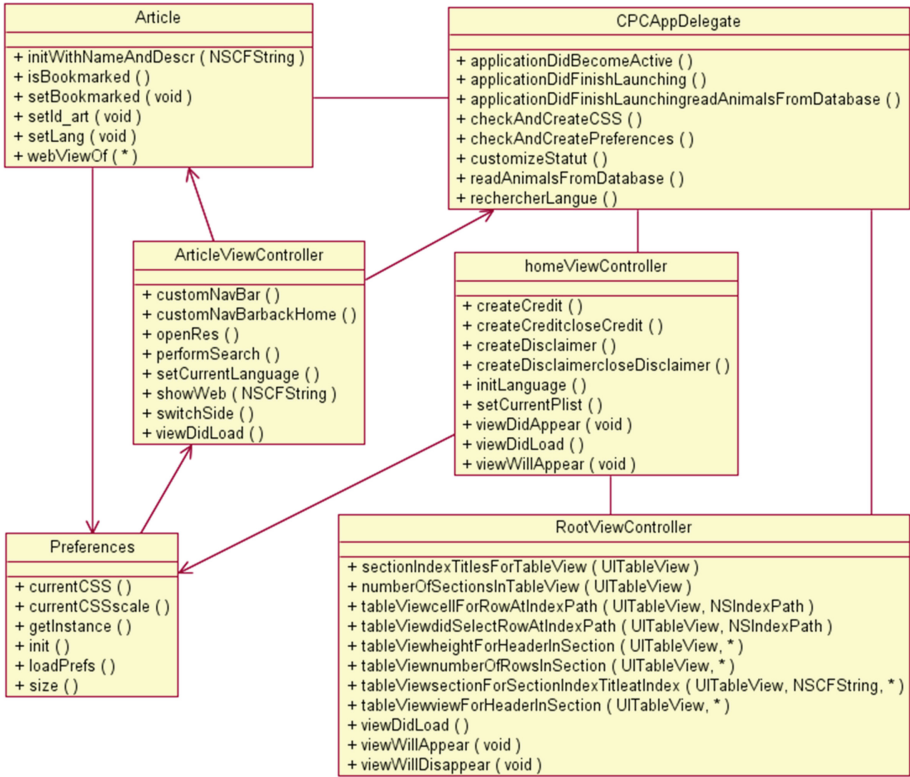 Article
+ initWithNameAndDescr ( NSCFString )
+ isBookmarked ( )
+ setBookmarked ( void )
+ setId_art ( void )
+ setLang ( void )
+ webViewOf ( * )
CPCAppDelegate
+ applicationDidBecomeActive ( )
+ applicationDidFinishLaunching ( )
+ applicationDidFinishLaunchingreadAnimalsFromDatabase ( )
+ checkAndCreateCSS ( )
+ checkAndCreatePreferences ( )
+ customizeStatut ( )
+ readAnimalsFromDatabase ( )
+ rechercherLangue ( )
ArticleViewController
+ customNavBar ( )
+ customNavBarbackHome ( )
+ openRes ( )
+ performSearch ( )
+ setCurrentLanguage ( )
+ showWeb ( NSCFString )
+ switchSide ( )
+ viewDidLoad ( )
homeViewController
+ createCredit ( )
+ createCreditcloseCredit ( )
+ createDisclaimer ( )
+ createDisclaimercloseDisclaimer ( )
+ initLanguage ( )
+ setCurrentPlist ( )
+ viewDidAppear ( void )
+ viewDidLoad ( )
+ viewWillAppear ( void )
Preferences
+ currentCSS ( )
+ currentCSSscale ( )
+ getInstance ( )
+ init ( )
+ loadPrefs ( )
+ size ( )
RootViewController
+ sectionIndexTitlesForTableView ( UITableView )
+ numberOfSectionsInTableView ( UITableView )
+ tableViewcellForRowAtIndexPath ( UITableView, NSIndexPath )
+ tableViewdidSelectRowAtIndexPath ( UITableView, NSIndexPath )
+ tableViewheightForHeaderInSection ( UITableView, * )
+ tableViewnumberOfRowsInSection ( UITableView, * )
+ tableViewsectionForSectionIndexTitleatIndex ( UITableView, NSCFString, * )
+ tableViewviewForHeaderInSection ( UITableView, * )
+ viewDidLoad ( )
+ viewWillAppear ( void )
+ viewWillDisappear ( void )